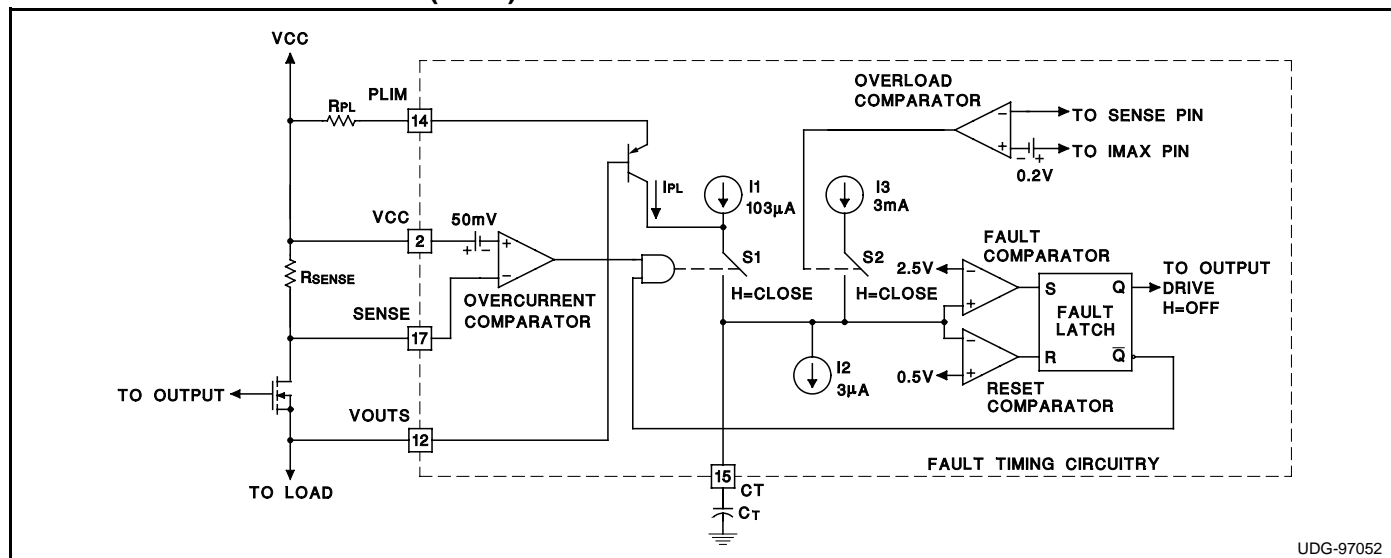 VCC
RPL
PLIM
14
OVERLOAD
COMPARATOR
−
+
TO SENSE PIN
TO IMAX PIN
− +
0.2V
IPL
I1
103µA
I3
3mA
VCC
2
50mV
+ −
+
−
OVERCURRENT
COMPARATOR
RSENSE
SENSE
17
S1
H=CLOSE
S2
H=CLOSE
FAULT
COMPARATOR
2.5V
−
+
−
+
0.5V
RESET
COMPARATOR
S Q
FAULT
LATCH
R Q̅
TO OUTPUT
DRIVE
H=OFF
I2
3µA
TO OUTPUT
VOUTS
12
TO LOAD
15
CT
CT
FAULT TIMING CIRCUITRY
UDG-97052